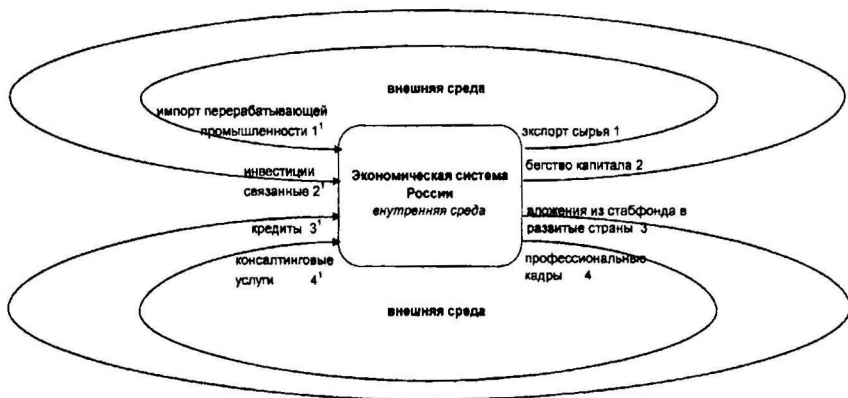 внешняя среда
импорт перерабатывающей
промышленности 1¹
экспорт сырья 1
инвестиции
связанные 2¹
Экономическая система
России
внутренняя среда
бегство капитала 2
кредиты 3¹
вложения из стабфонда в
развитые страны 3
консалтинговые
услуги 4¹
профессиональные
кадры 4
внешняя среда